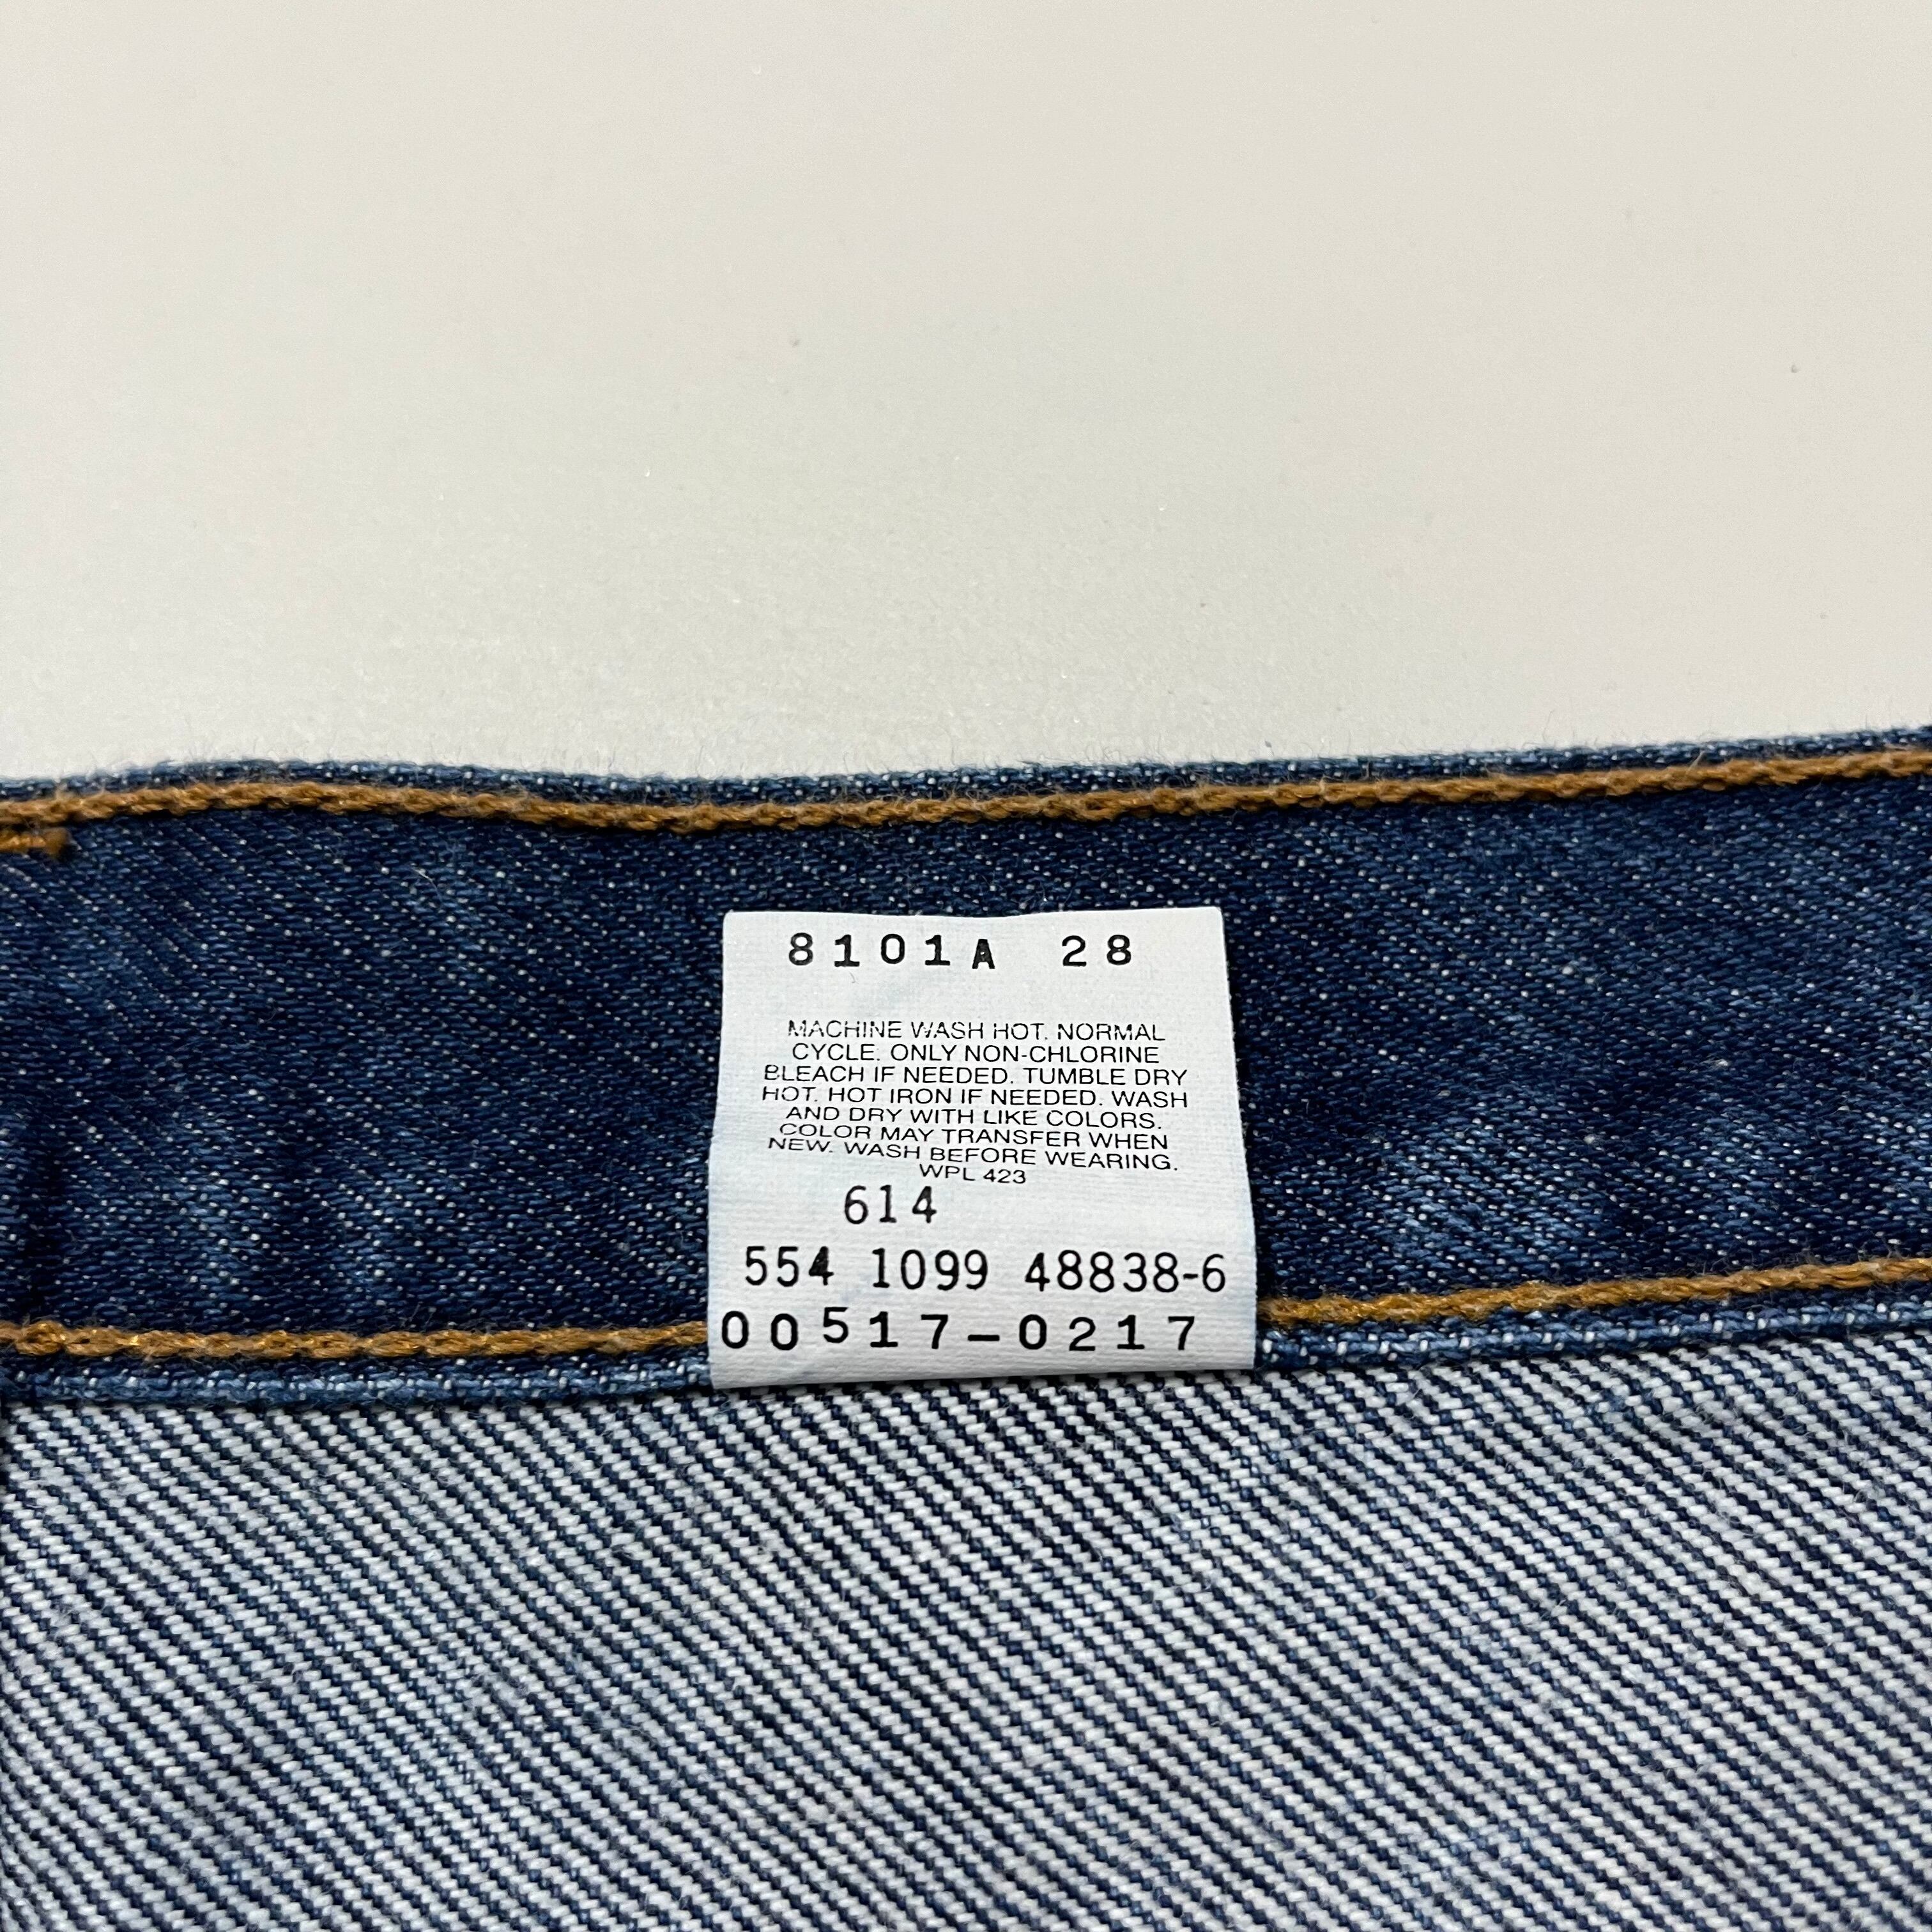 8101A 28
MACHINE WASH HOT. NORMAL
CYCLE. ONLY NON-CHLORINE
BLEACH IF NEEDED. TUMBLE DRY
HOT. HOT IRON IF NEEDED. WASH
AND DRY WITH LIKE COLORS.
COLOR MAY TRANSFER WHEN
NEW. WASH BEFORE WEARING.
WPL 423
614
554 1099 48838-6
00517-0217